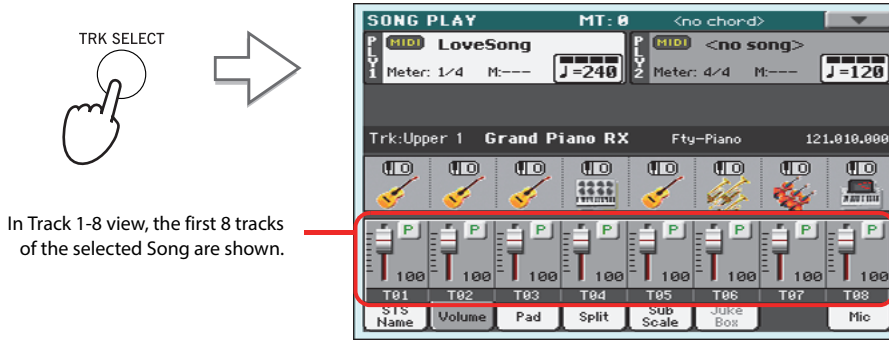 TRK SELECT
In Track 1-8 view, the first 8 tracks
of the selected Song are shown.
SONG PLAY MT: 0 <no chord>
PLY1 MIDI LoveSong
Meter: 1/4 M:--- ♩=240
PLY2 MIDI <no song>
Meter: 4/4 M:--- ♩=120
Trk:Upper 1 Grand Piano RX Fty-Piano 121.010.000
P P P P P P P P
100 100 100 100 100 100 100 100
T01 T02 T03 T04 T05 T06 T07 T08
STS Name Volume Pad Split Sub Scale Juke Box Mic